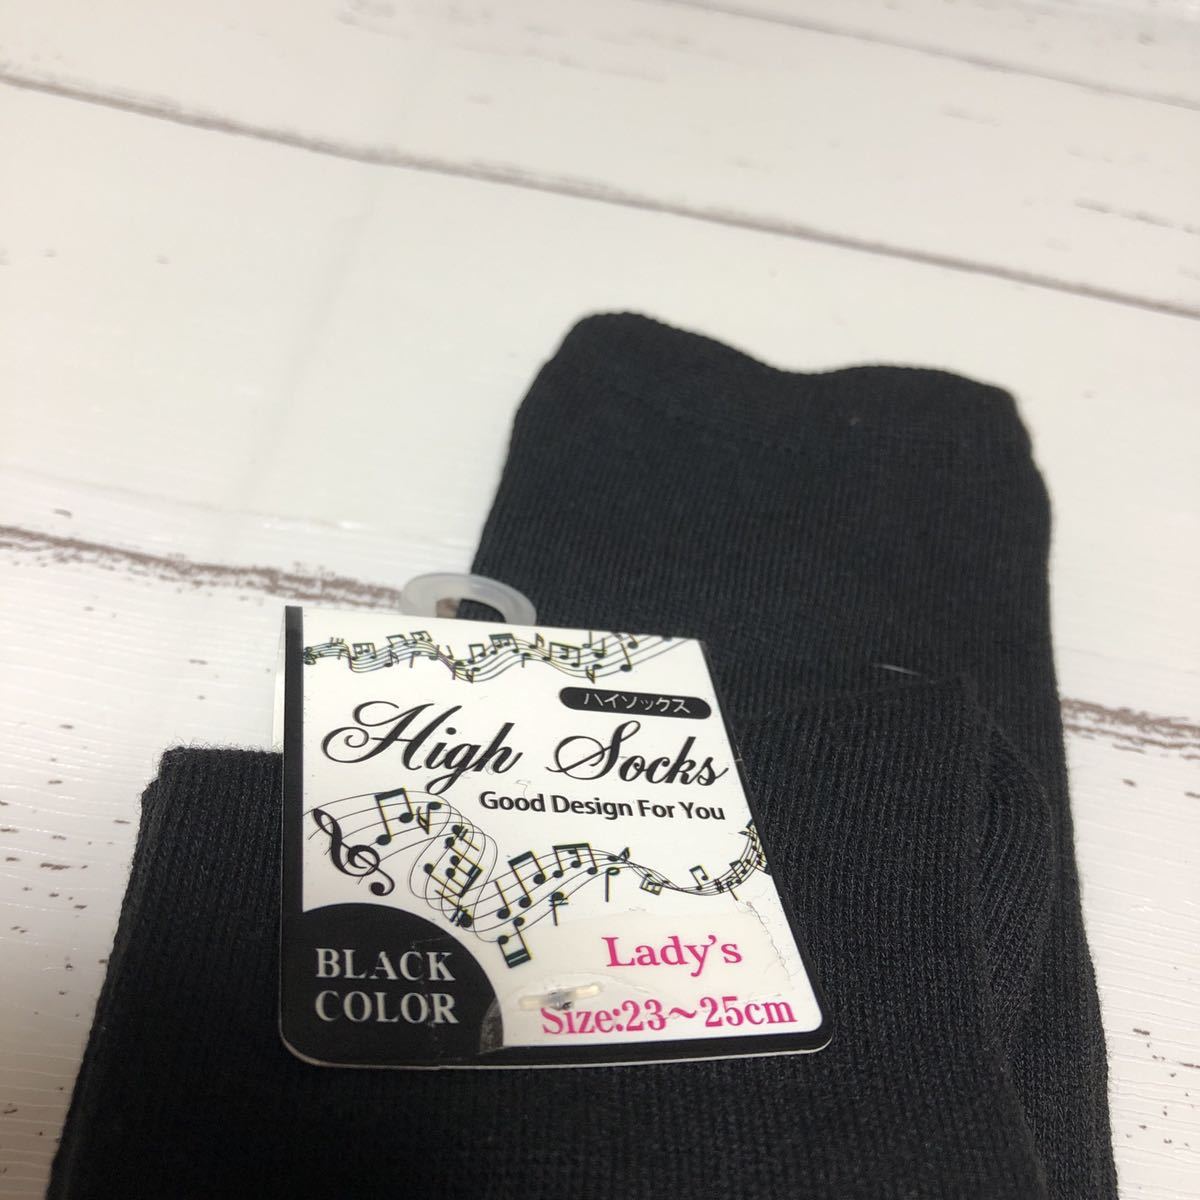 ハイソックス
High Socks
Good Design For You
BLACK
COLOR
Lady's
Size:23～25cm